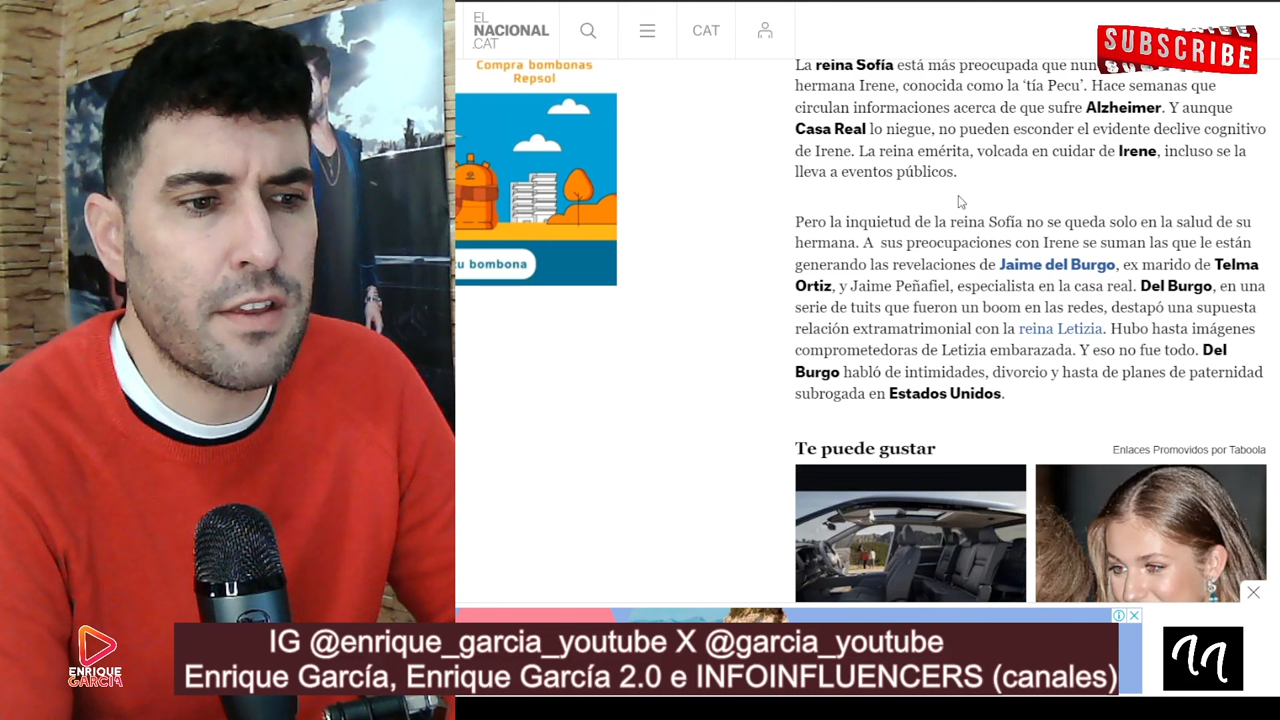 EL
NACIONAL
.CAT
CAT
SUBSCRIBE
Compra bombonas
Repsol
tu bombona
La reina Sofía está más preocupada que
hermana Irene, conocida como la ‘tía Pecu’. Hace semanas que
circulan informaciones acerca de que sufre Alzheimer. Y aunque
Casa Real lo niegue, no pueden esconder el evidente declive cognitivo
de Irene. La reina emérita, volcada en cuidar de Irene, incluso se la
lleva a eventos públicos.
Pero la inquietud de la reina Sofía no se queda solo en la salud de su
hermana. A sus preocupaciones con Irene se suman las que le están
generando las revelaciones de Jaime del Burgo, ex marido de Telma
Ortiz, y Jaime Peñafiel, especialista en la casa real. Del Burgo, en una
serie de tuits que fueron un boom en las redes, destapó una supuesta
relación extramatrimonial con la reina Letizia. Hubo hasta imágenes
comprometedoras de Letizia embarazada. Y eso no fue todo. Del
Burgo habló de intimidades, divorcio y hasta de planes de paternidad
subrogada en Estados Unidos.
Te puede gustar
Enlaces Promovidos por Taboola
IG @enrique_garcia_youtube X @garcia_youtube
Enrique García, Enrique García 2.0 e INFOINFLUENCERS (canales)
ENRIQUE
GARCÍA